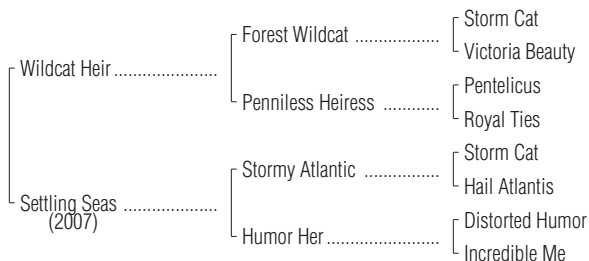 Storm Cat
Forest Wildcat ..................
Victoria Beauty
Wildcat Heir ......................
Pentelicus
Penniless Heiress ............
Royal Ties
Storm Cat
Stormy Atlantic ................
Hail Atlantis
Settling Seas ....................
(2007)
Distorted Humor
Humor Her ........................
Incredible Me